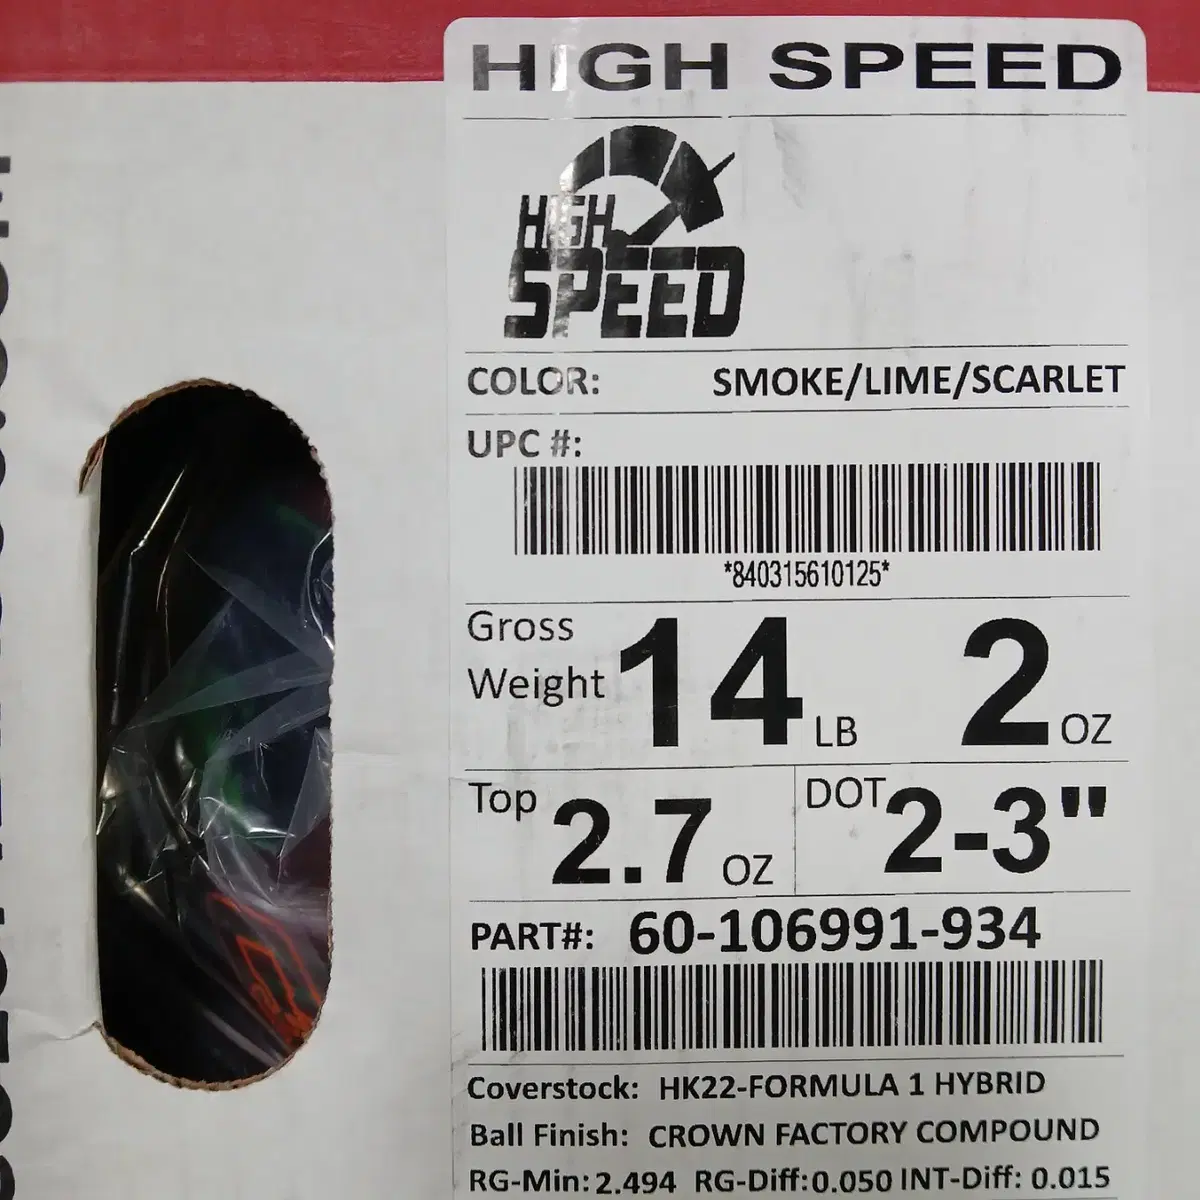 HIGH SPEED
HIGH
SPEED
COLOR: SMOKE/LIME/SCARLET
UPC #:
*840315610125*
Gross
Weight 14 LB 2 OZ
Top 2.7 OZ DOT 2-3"
PART#: 60-106991-934
Coverstock: HK22-FORMULA 1 HYBRID
Ball Finish: CROWN FACTORY COMPOUND
RG-Min: 2.494 RG-Diff: 0.050 INT-Diff: 0.015